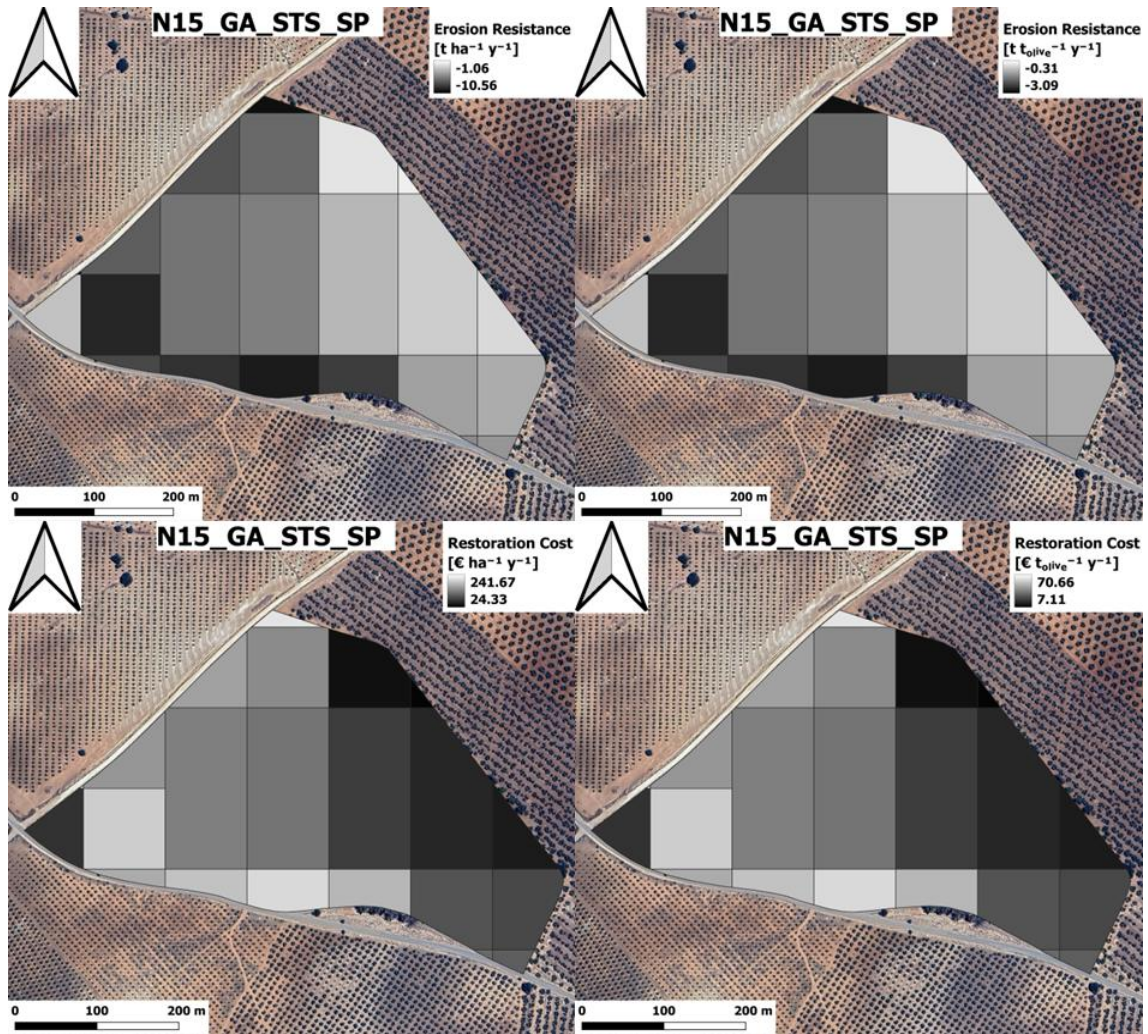 N15_GA_STS_SP
Erosion Resistance
[t ha⁻¹ y⁻¹]
-1.06
-10.56
0 100 200 m
N15_GA_STS_SP
Erosion Resistance
[t tolive⁻¹ y⁻¹]
-0.31
-3.09
0 100 200 m
N15_GA_STS_SP
Restoration Cost
[€ ha⁻¹ y⁻¹]
241.67
24.33
0 100 200 m
N15_GA_STS_SP
Restoration Cost
[€ tolive⁻¹ y⁻¹]
70.66
7.11
0 100 200 m